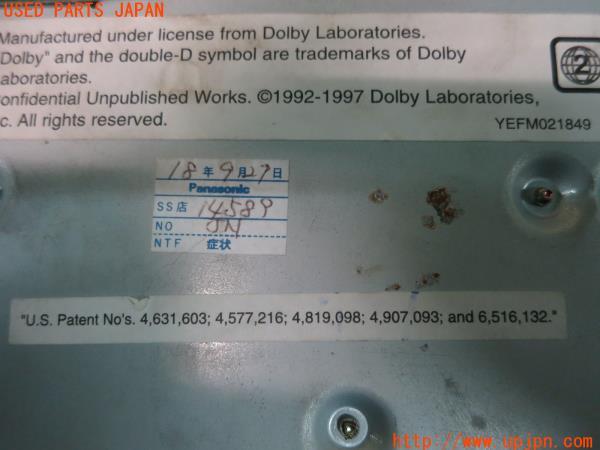 USED PARTS JAPAN
Manufactured under license from Dolby Laboratories.
Dolby" and the double-D symbol are trademarks of Dolby
aboratories.
onfidential Unpublished Works. ©1992-1997 Dolby Laboratories,
c. All rights reserved.
2
YEFM021849
18年9月27日
Panasonic
SS店 14589
NO
NTF 症状
"U.S. Patent No's. 4,631,603; 4,577,216; 4,819,098; 4,907,093; and 6,516,132."
http://www.upjpn.com